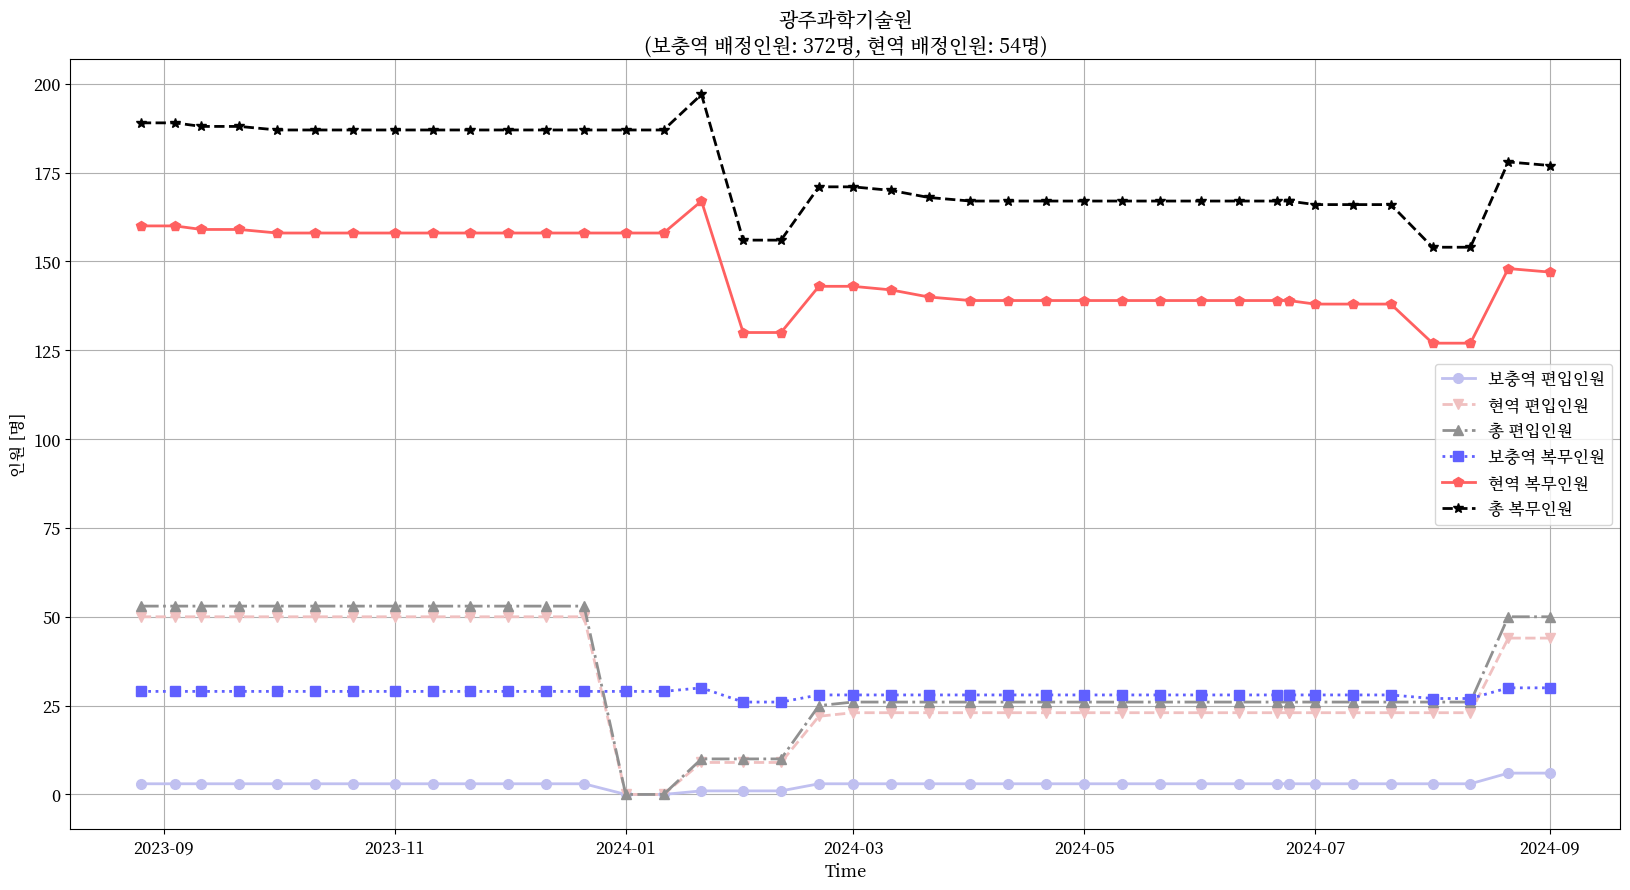 광주과학기술원
(보충역 배정인원: 372명, 현역 배정인원: 54명)
200
175
150
125
100
75
50
25
0
인원 [명]
보충역 편입인원
현역 편입인원
총 편입인원
보충역 복무인원
현역 복무인원
총 복무인원
2023-09
2023-11
2024-01
2024-03
2024-05
2024-07
2024-09
Time